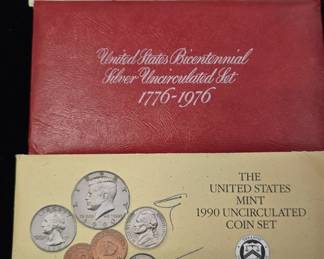 United States Bicentennial
Silver Uncirculated Set
1776-1976
THE
UNITED STATES
MINT
1990 UNCIRCULATED
COIN SET